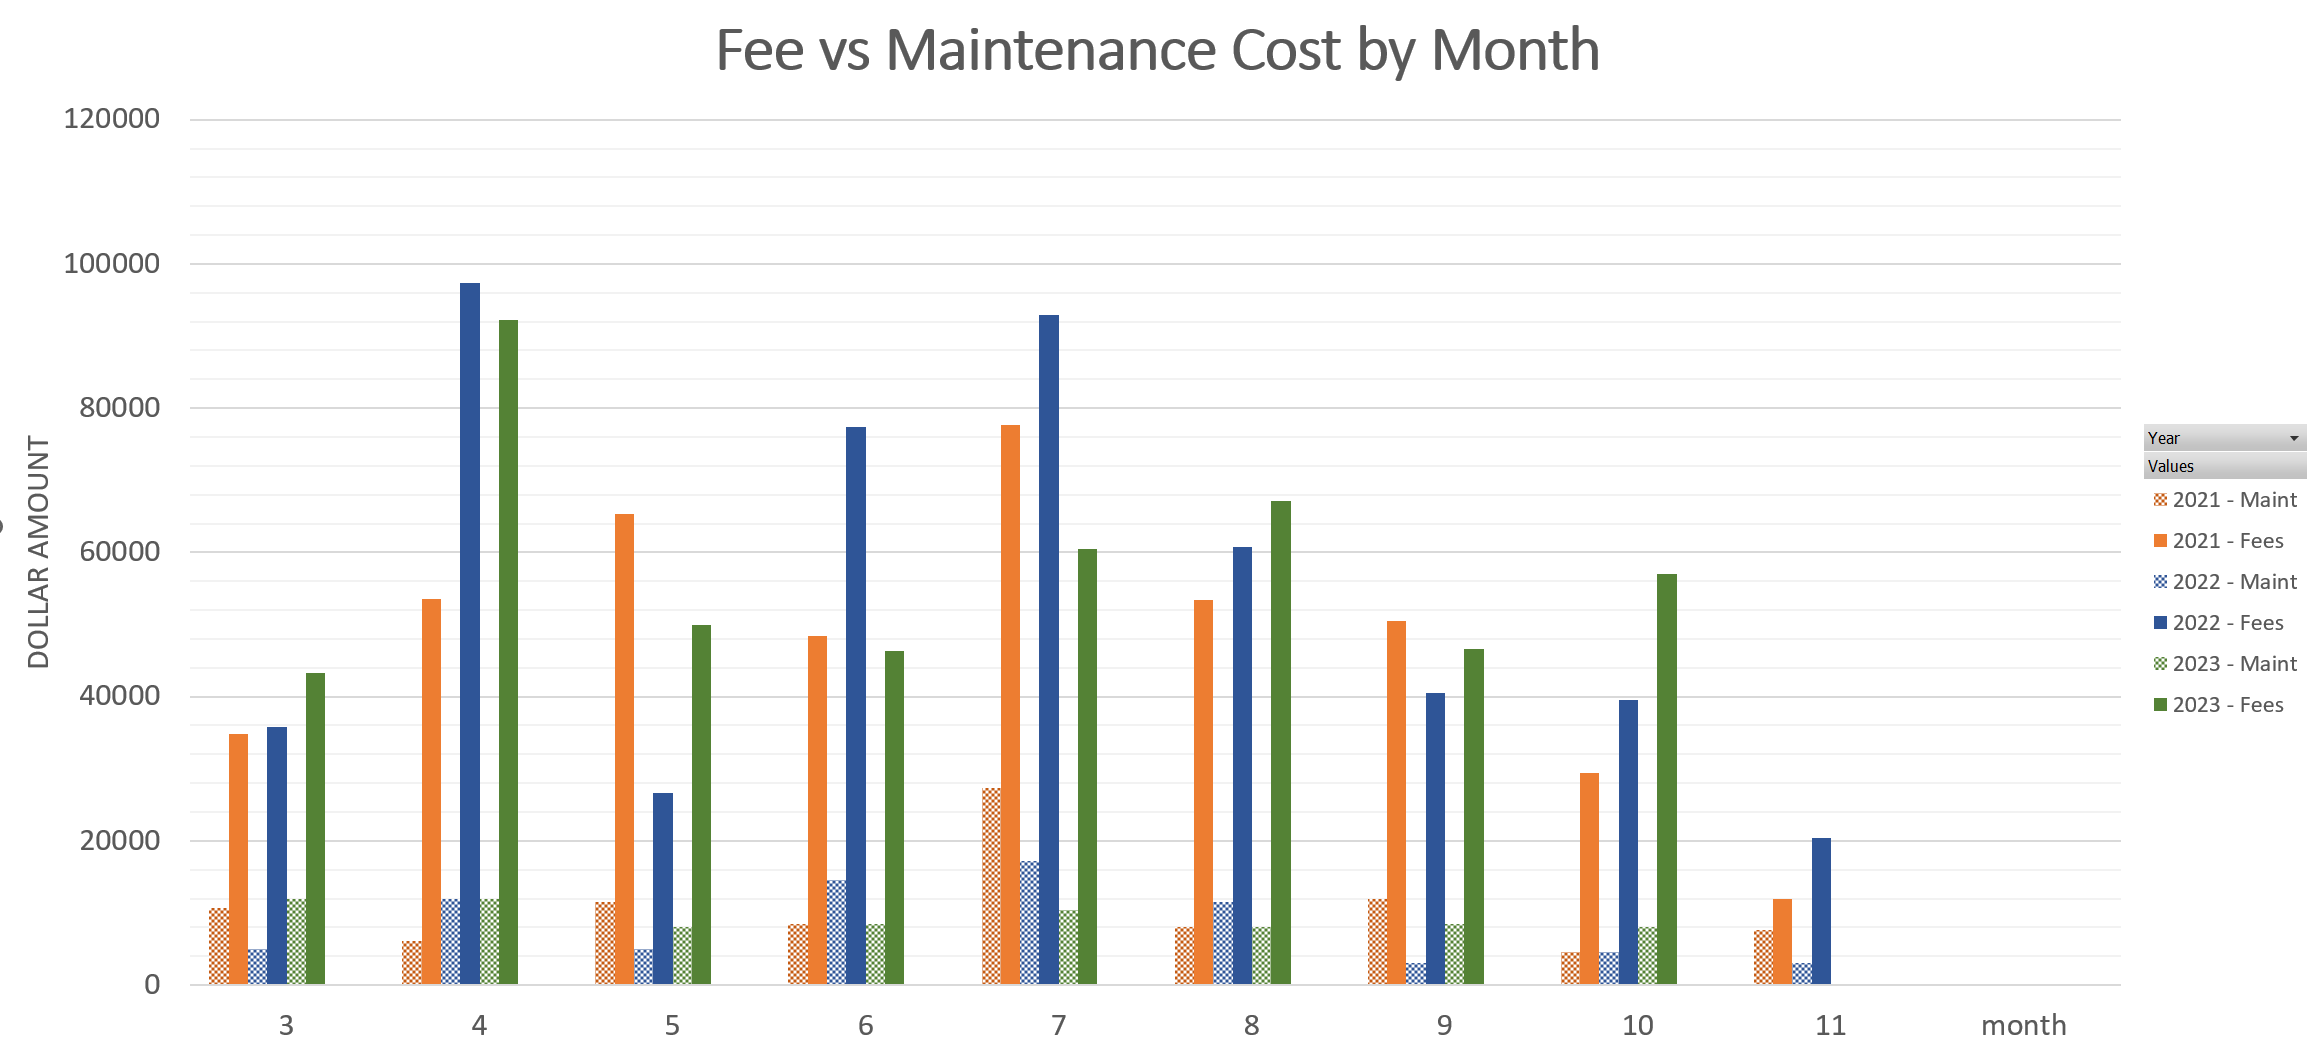 Fee vs Maintenance Cost by Month
120000
100000
80000
60000
40000
20000
0
DOLLAR AMOUNT
3 4 5 6 7 8 9 10 11 month
Year
Values
2021 - Maint
2021 - Fees
2022 - Maint
2022 - Fees
2023 - Maint
2023 - Fees